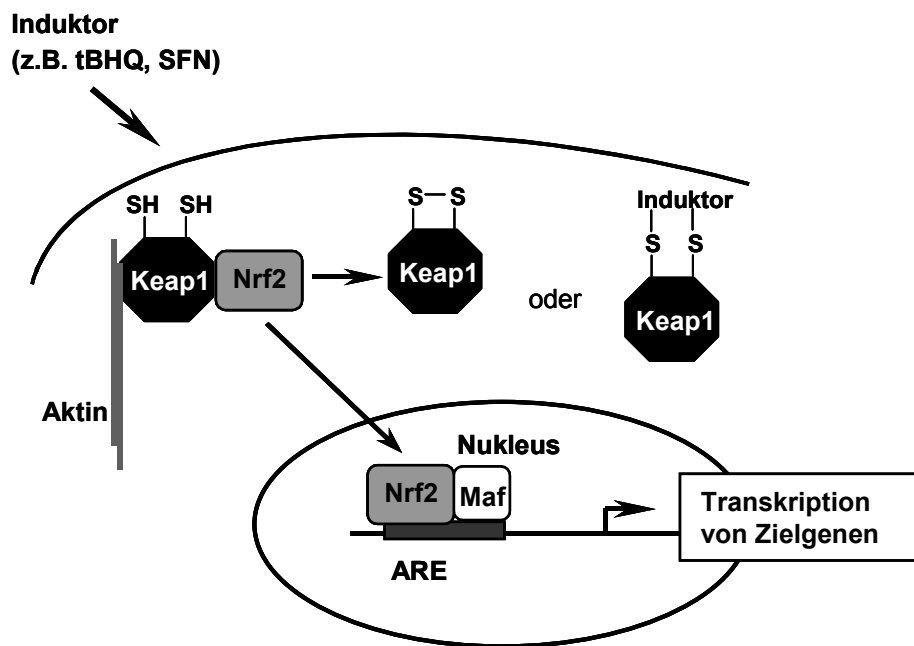 Induktor
(z.B. tBHQ, SFN)
SH SH
Keap1
Nrf2
Aktin
S S
Keap1
oder
Induktor
S S
Keap1
Nukleus
Nrf2
Maf
ARE
Transkription
von Zielgenen